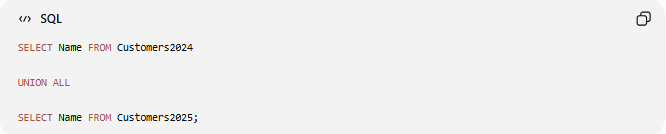 SQL
SELECT Name FROM Customers2024
UNION ALL
SELECT Name FROM Customers2025;